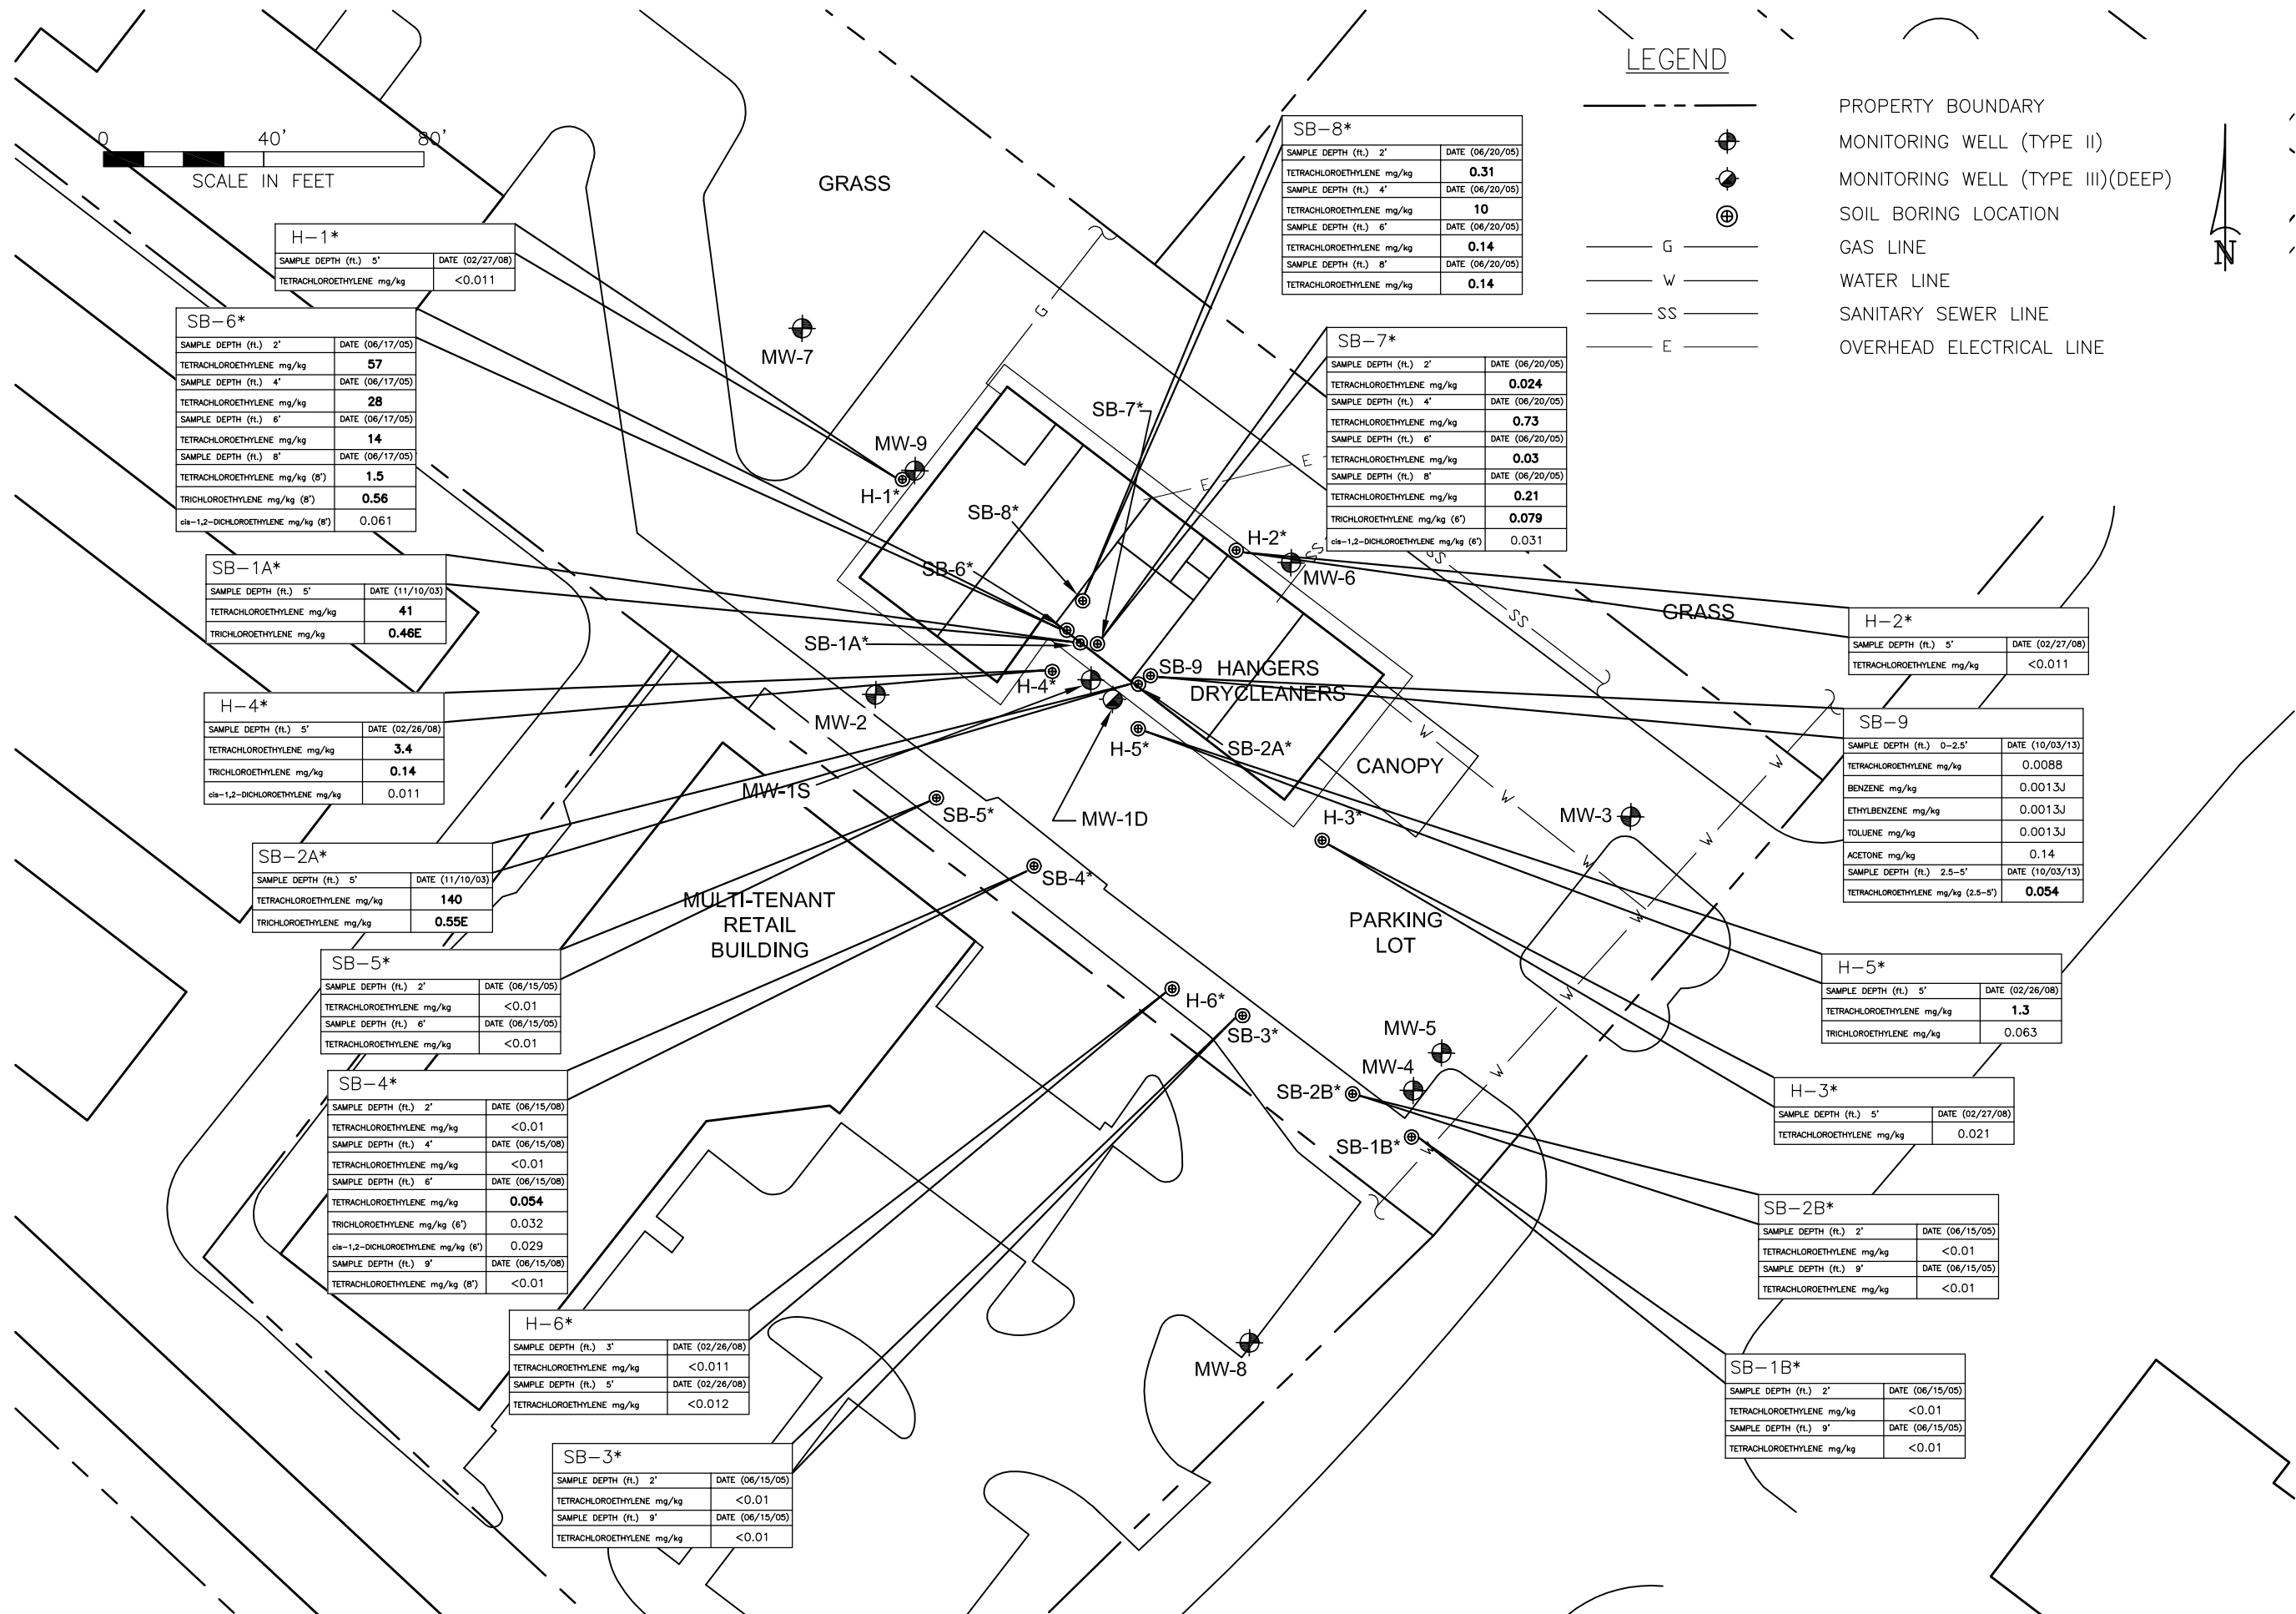 LEGEND
PROPERTY BOUNDARY
MONITORING WELL (TYPE II)
MONITORING WELL (TYPE III)(DEEP)
SOIL BORING LOCATION
G GAS LINE
W WATER LINE
SS SANITARY SEWER LINE
E OVERHEAD ELECTRICAL LINE
N
0 40' 80'
SCALE IN FEET
GRASS
SB-8*
SAMPLE DEPTH (ft.) 2' DATE (06/20/05)
TETRACHLOROETHYLENE mg/kg 0.31
SAMPLE DEPTH (ft.) 4' DATE (06/20/05)
TETRACHLOROETHYLENE mg/kg 10
SAMPLE DEPTH (ft.) 6' DATE (06/20/05)
TETRACHLOROETHYLENE mg/kg 0.14
SAMPLE DEPTH (ft.) 8' DATE (06/20/05)
TETRACHLOROETHYLENE mg/kg 0.14
H-1*
SAMPLE DEPTH (ft.) 5' DATE (02/27/08)
TETRACHLOROETHYLENE mg/kg <0.011
SB-6*
SAMPLE DEPTH (ft.) 2' DATE (06/17/05)
TETRACHLOROETHYLENE mg/kg 57
SAMPLE DEPTH (ft.) 4' DATE (06/17/05)
TETRACHLOROETHYLENE mg/kg 28
SAMPLE DEPTH (ft.) 6' DATE (06/17/05)
TETRACHLOROETHYLENE mg/kg 14
SAMPLE DEPTH (ft.) 8' DATE (06/17/05)
TETRACHLOROETHYLENE mg/kg (8') 1.5
TRICHLOROETHYLENE mg/kg (8') 0.56
cis-1,2-DICHLOROETHYLENE mg/kg (8') 0.061
SB-7*
SAMPLE DEPTH (ft.) 2' DATE (06/20/05)
TETRACHLOROETHYLENE mg/kg 0.024
SAMPLE DEPTH (ft.) 4' DATE (06/20/05)
TETRACHLOROETHYLENE mg/kg 0.73
SAMPLE DEPTH (ft.) 6' DATE (06/20/05)
TETRACHLOROETHYLENE mg/kg 0.03
SAMPLE DEPTH (ft.) 8' DATE (06/20/05)
TETRACHLOROETHYLENE mg/kg 0.21
TRICHLOROETHYLENE mg/kg (6') 0.079
cis-1,2-DICHLOROETHYLENE mg/kg (6') 0.031
G
MW-7
SB-7*
MW-9
H-1*
E
E
SB-8*
H-2*
SS
SS
MW-6
SB-6*
SS
GRASS
SB-1A*
SAMPLE DEPTH (ft.) 5' DATE (11/10/03)
TETRACHLOROETHYLENE mg/kg 41
TRICHLOROETHYLENE mg/kg 0.46E
H-2*
SAMPLE DEPTH (ft.) 5' DATE (02/27/08)
TETRACHLOROETHYLENE mg/kg <0.011
SB-1A*
SB-9 HANGERS
DRYCLEANERS
H-4*
MW-2
H-5*
SB-2A*
CANOPY
W
W
W
H-4*
SAMPLE DEPTH (ft.) 5' DATE (02/26/08)
TETRACHLOROETHYLENE mg/kg 3.4
TRICHLOROETHYLENE mg/kg 0.14
cis-1,2-DICHLOROETHYLENE mg/kg 0.011
SB-9
SAMPLE DEPTH (ft.) 0-2.5' DATE (10/03/13)
TETRACHLOROETHYLENE mg/kg 0.0088
BENZENE mg/kg 0.0013J
ETHYLBENZENE mg/kg 0.0013J
TOLUENE mg/kg 0.0013J
ACETONE mg/kg 0.14
SAMPLE DEPTH (ft.) 2.5-5' DATE (10/03/13)
TETRACHLOROETHYLENE mg/kg (2.5-5') 0.054
MW-1S
SB-5*
MW-1D
H-3*
MW-3
W
W
SB-4*
SB-2A*
SAMPLE DEPTH (ft.) 5' DATE (11/10/03)
TETRACHLOROETHYLENE mg/kg 140
TRICHLOROETHYLENE mg/kg 0.55E
MULTI-TENANT
RETAIL
BUILDING
PARKING
LOT
W
W
W
SB-5*
SAMPLE DEPTH (ft.) 2' DATE (06/15/05)
TETRACHLOROETHYLENE mg/kg <0.01
SAMPLE DEPTH (ft.) 6' DATE (06/15/05)
TETRACHLOROETHYLENE mg/kg <0.01
H-5*
SAMPLE DEPTH (ft.) 5' DATE (02/26/08)
TETRACHLOROETHYLENE mg/kg 1.3
TRICHLOROETHYLENE mg/kg 0.063
H-6*
SB-3*
MW-5
MW-4
W
SB-2B*
SB-1B*
W
SB-4*
SAMPLE DEPTH (ft.) 2' DATE (06/15/08)
TETRACHLOROETHYLENE mg/kg <0.01
SAMPLE DEPTH (ft.) 4' DATE (06/15/08)
TETRACHLOROETHYLENE mg/kg <0.01
SAMPLE DEPTH (ft.) 6' DATE (06/15/08)
TETRACHLOROETHYLENE mg/kg 0.054
TRICHLOROETHYLENE mg/kg (6') 0.032
cis-1,2-DICHLOROETHYLENE mg/kg (6') 0.029
SAMPLE DEPTH (ft.) 9' DATE (06/15/08)
TETRACHLOROETHYLENE mg/kg (8') <0.01
H-3*
SAMPLE DEPTH (ft.) 5' DATE (02/27/08)
TETRACHLOROETHYLENE mg/kg 0.021
SB-2B*
SAMPLE DEPTH (ft.) 2' DATE (06/15/05)
TETRACHLOROETHYLENE mg/kg <0.01
SAMPLE DEPTH (ft.) 9' DATE (06/15/05)
TETRACHLOROETHYLENE mg/kg <0.01
H-6*
SAMPLE DEPTH (ft.) 3' DATE (02/26/08)
TETRACHLOROETHYLENE mg/kg <0.011
SAMPLE DEPTH (ft.) 5' DATE (02/26/08)
TETRACHLOROETHYLENE mg/kg <0.012
MW-8
SB-1B*
SAMPLE DEPTH (ft.) 2' DATE (06/15/05)
TETRACHLOROETHYLENE mg/kg <0.01
SAMPLE DEPTH (ft.) 9' DATE (06/15/05)
TETRACHLOROETHYLENE mg/kg <0.01
SB-3*
SAMPLE DEPTH (ft.) 2' DATE (06/15/05)
TETRACHLOROETHYLENE mg/kg <0.01
SAMPLE DEPTH (ft.) 9' DATE (06/15/05)
TETRACHLOROETHYLENE mg/kg <0.01